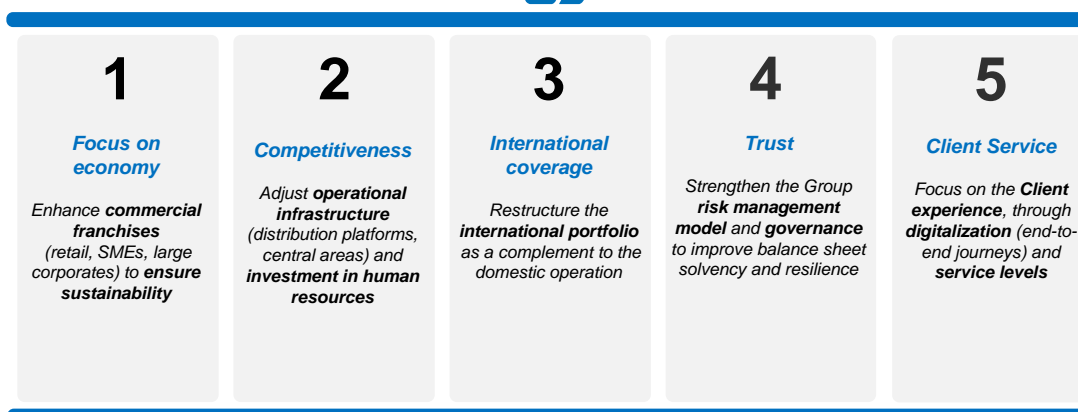 1
Focus on
economy
Enhance commercial
franchises
(retail, SMEs, large
corporates) to ensure
sustainability
2
Competitiveness
Adjust operational
infrastructure
(distribution platforms,
central areas) and
investment in human
resources
3
International
coverage
Restructure the
international portfolio
as a complement to the
domestic operation
4
Trust
Strengthen the Group
risk management
model and governance
to improve balance sheet
solvency and resilience
5
Client Service
Focus on the Client
experience, through
digitalization (end-to-
end journeys) and
service levels